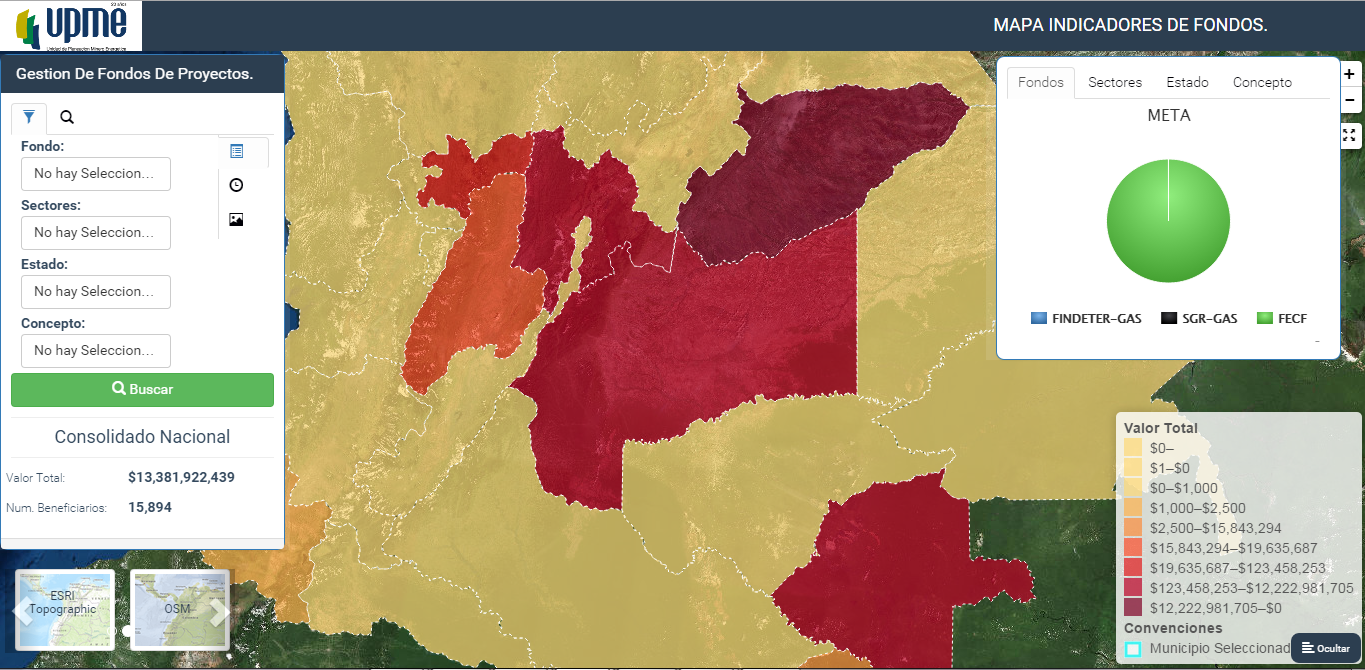 20 años
upme
Unidad de Planeación Minero Energética
MAPA INDICADORES DE FONDOS.
Gestion De Fondos De Proyectos.
Fondo:
No hay Seleccion...
Sectores:
No hay Seleccion...
Estado:
No hay Seleccion...
Concepto:
No hay Seleccion...
Buscar
Consolidado Nacional
Valor Total: $13,381,922,439
Num. Beneficiarios: 15,894
ESRI
Topographic
OSM
Fondos Sectores Estado Concepto
META
FINDETER-GAS SGR-GAS FECF
+
−
Valor Total
$0–
$1–$0
$0–$1,000
$1,000–$2,500
$2,500–$15,843,294
$15,843,294–$19,635,687
$19,635,687–$123,458,253
$123,458,253–$12,222,981,705
$12,222,981,705–$0
Convenciones
Municipio Seleccionad
Ocultar